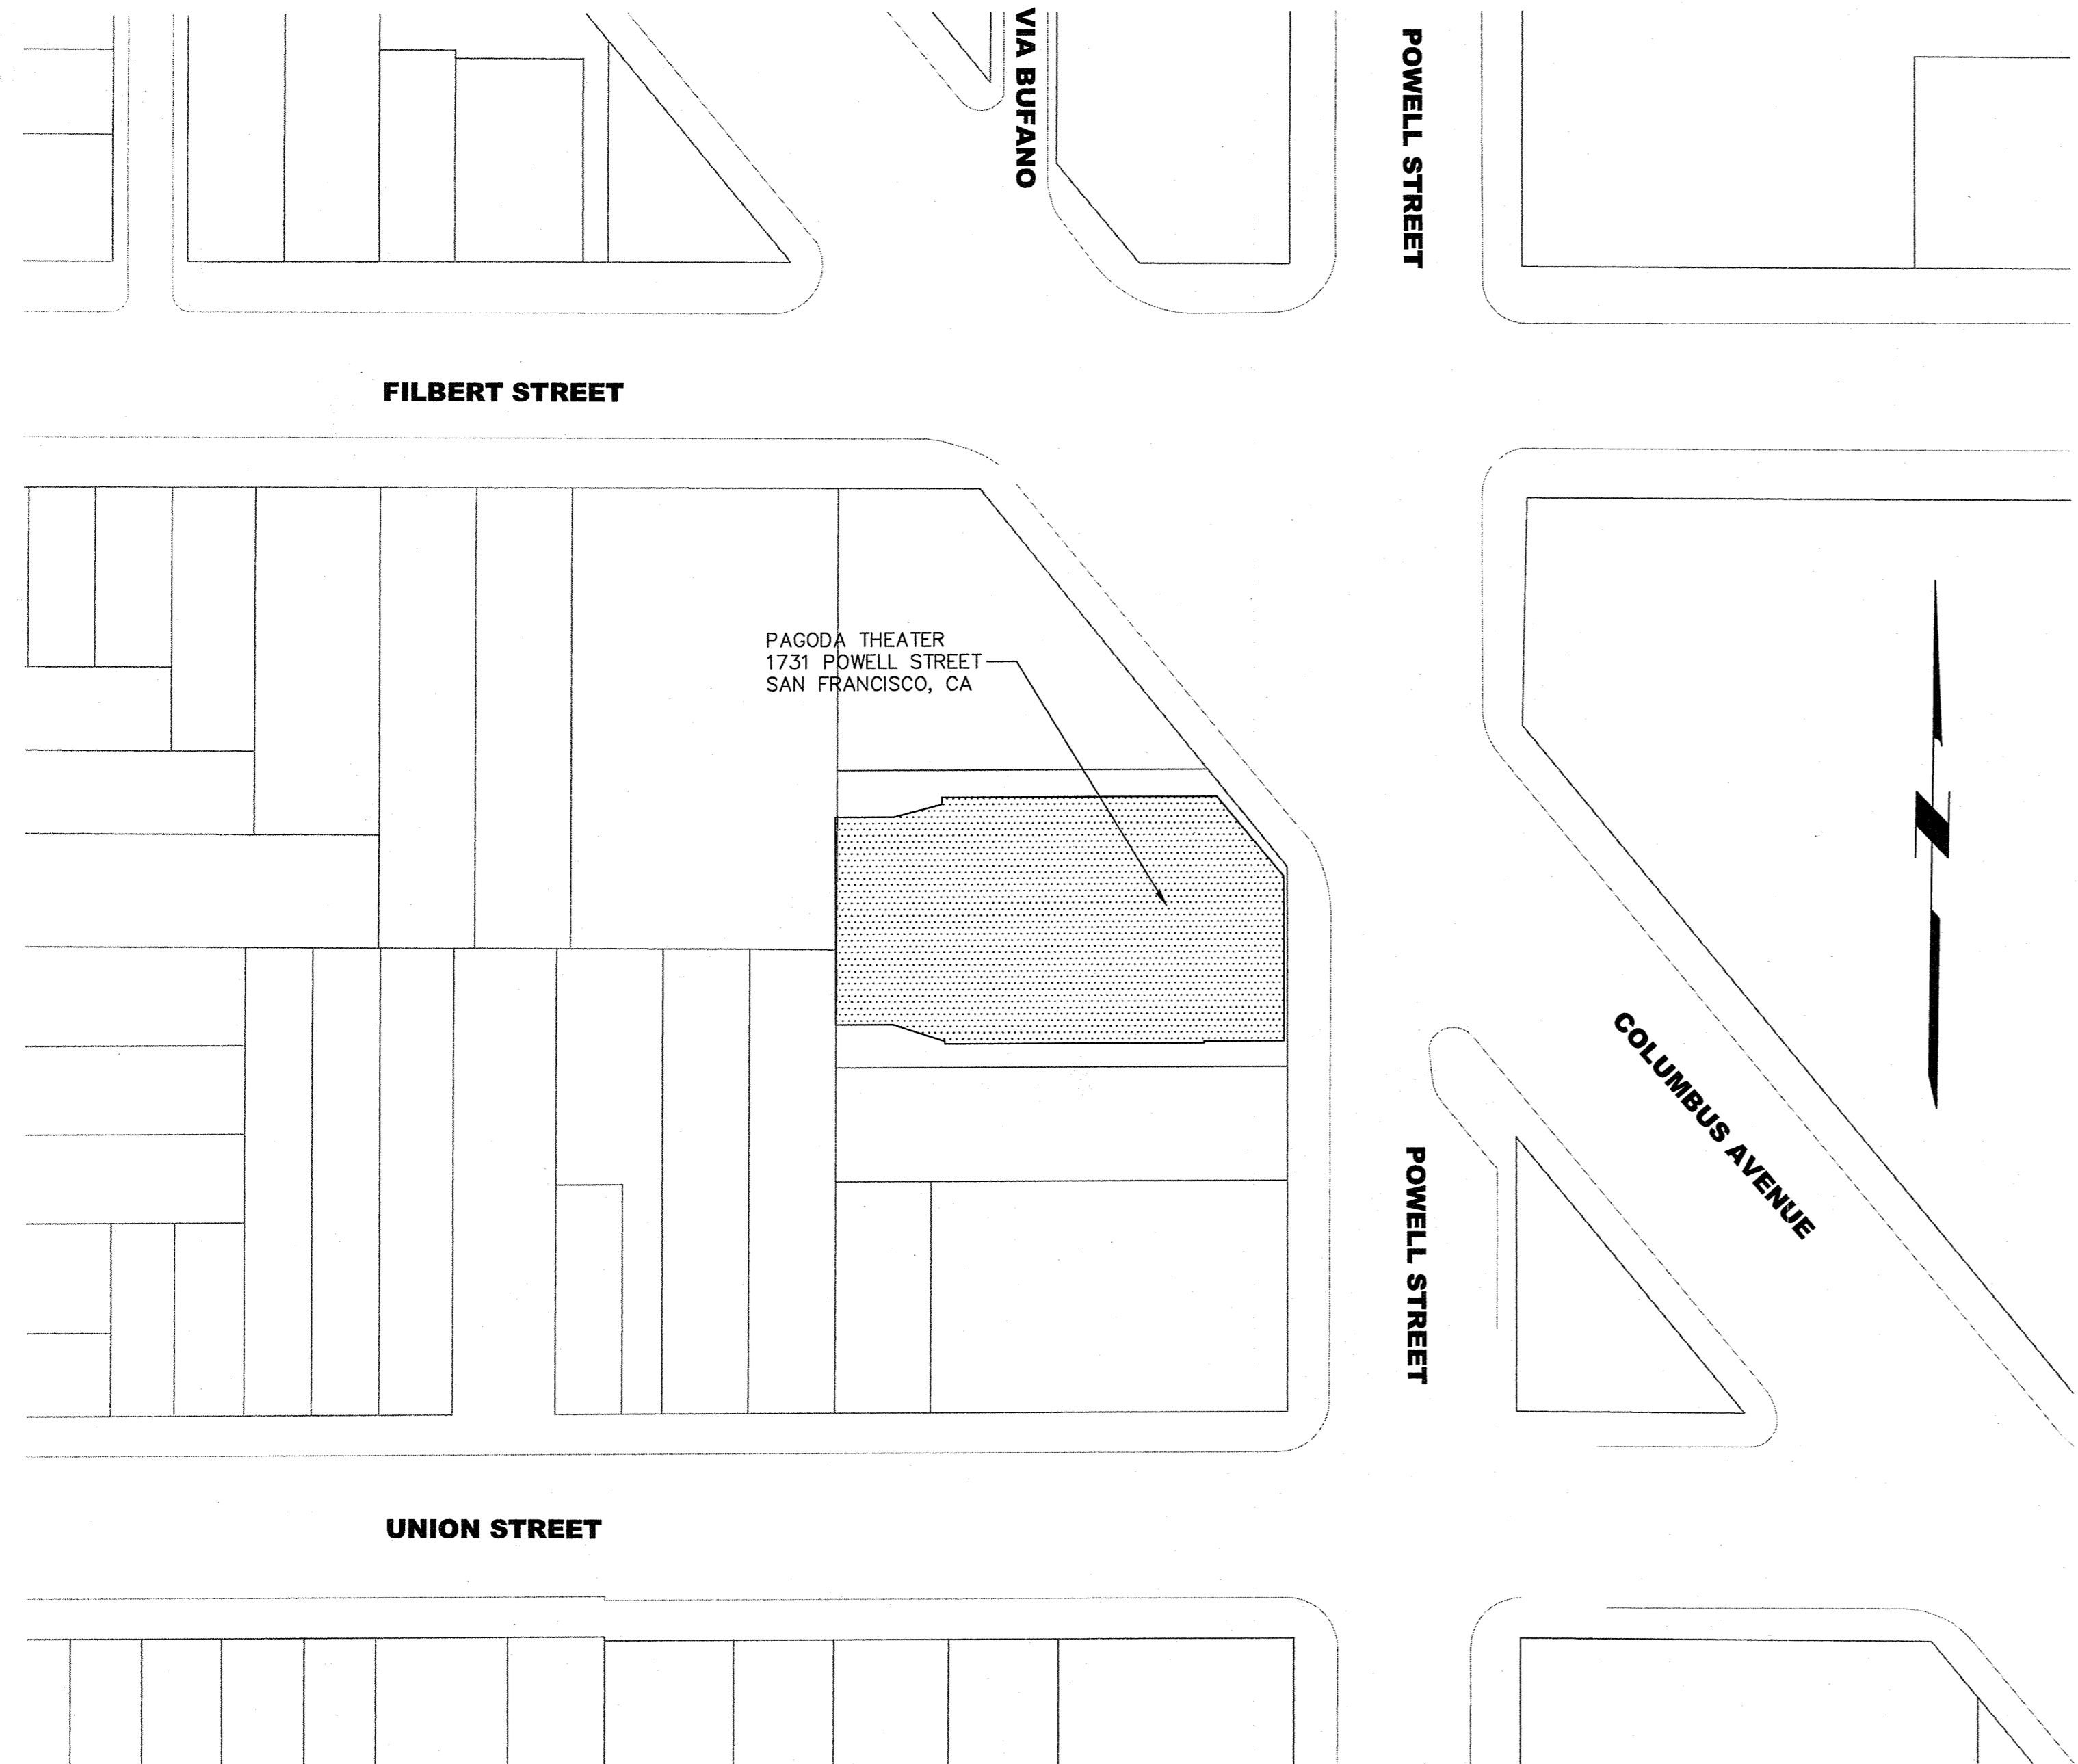 VIA BUFANO
POWELL STREET
FILBERT STREET
PAGODA THEATER
1731 POWELL STREET
SAN FRANCISCO, CA
N
COLUMBUS AVENUE
POWELL STREET
UNION STREET